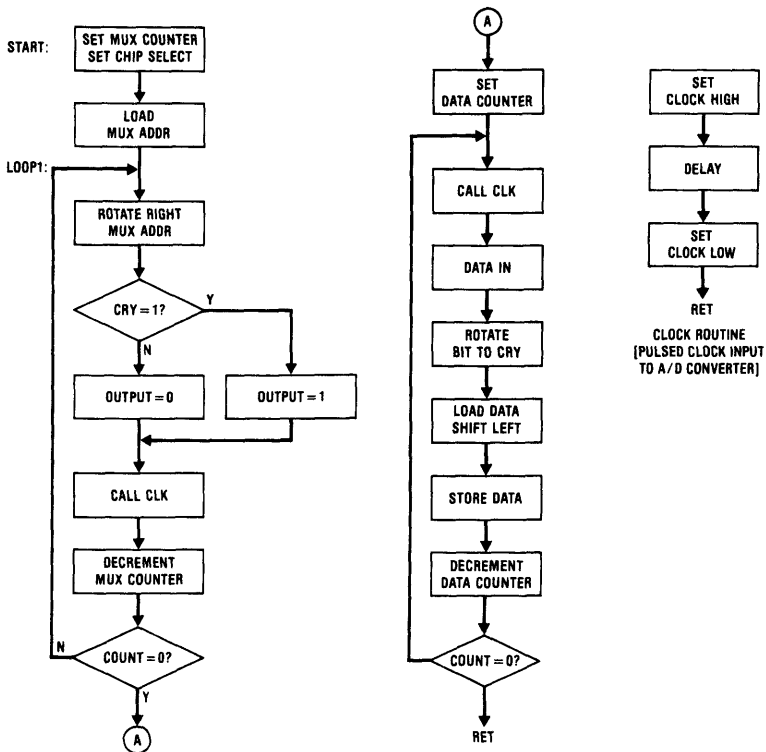 START:
SET MUX COUNTER
SET CHIP SELECT
LOAD
MUX ADDR
LOOP1:
ROTATE RIGHT
MUX ADDR
CRY = 1?
Y
N
OUTPUT = 0
OUTPUT = 1
CALL CLK
DECREMENT
MUX COUNTER
N
COUNT = 0?
Y
A
A
SET
DATA COUNTER
CALL CLK
DATA IN
ROTATE
BIT TO CRY
LOAD DATA
SHIFT LEFT
STORE DATA
DECREMENT
DATA COUNTER
COUNT = 0?
RET
SET
CLOCK HIGH
DELAY
SET
CLOCK LOW
RET
CLOCK ROUTINE
[PULSED CLOCK INPUT
TO A/D CONVERTER]